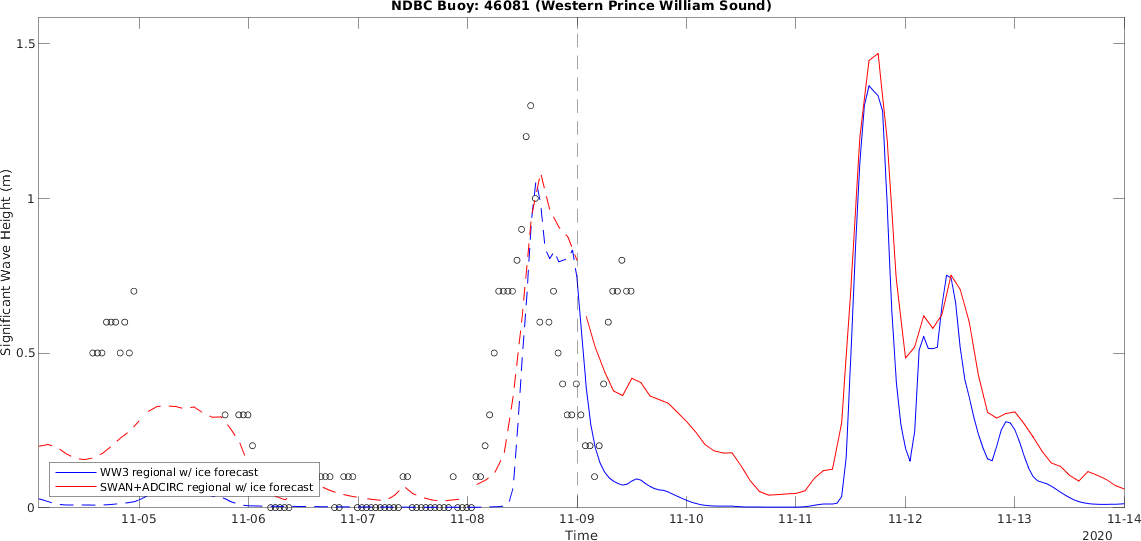 NDBC Buoy: 46081 (Western Prince William Sound)
1.5
1
0.5
0
Significant Wave Height (m)
WW3 regional w/ ice forecast
SWAN+ADCIRC regional w/ ice forecast
11-05 11-06 11-07 11-08 11-09 11-10 11-11 11-12 11-13 11-14
Time
2020